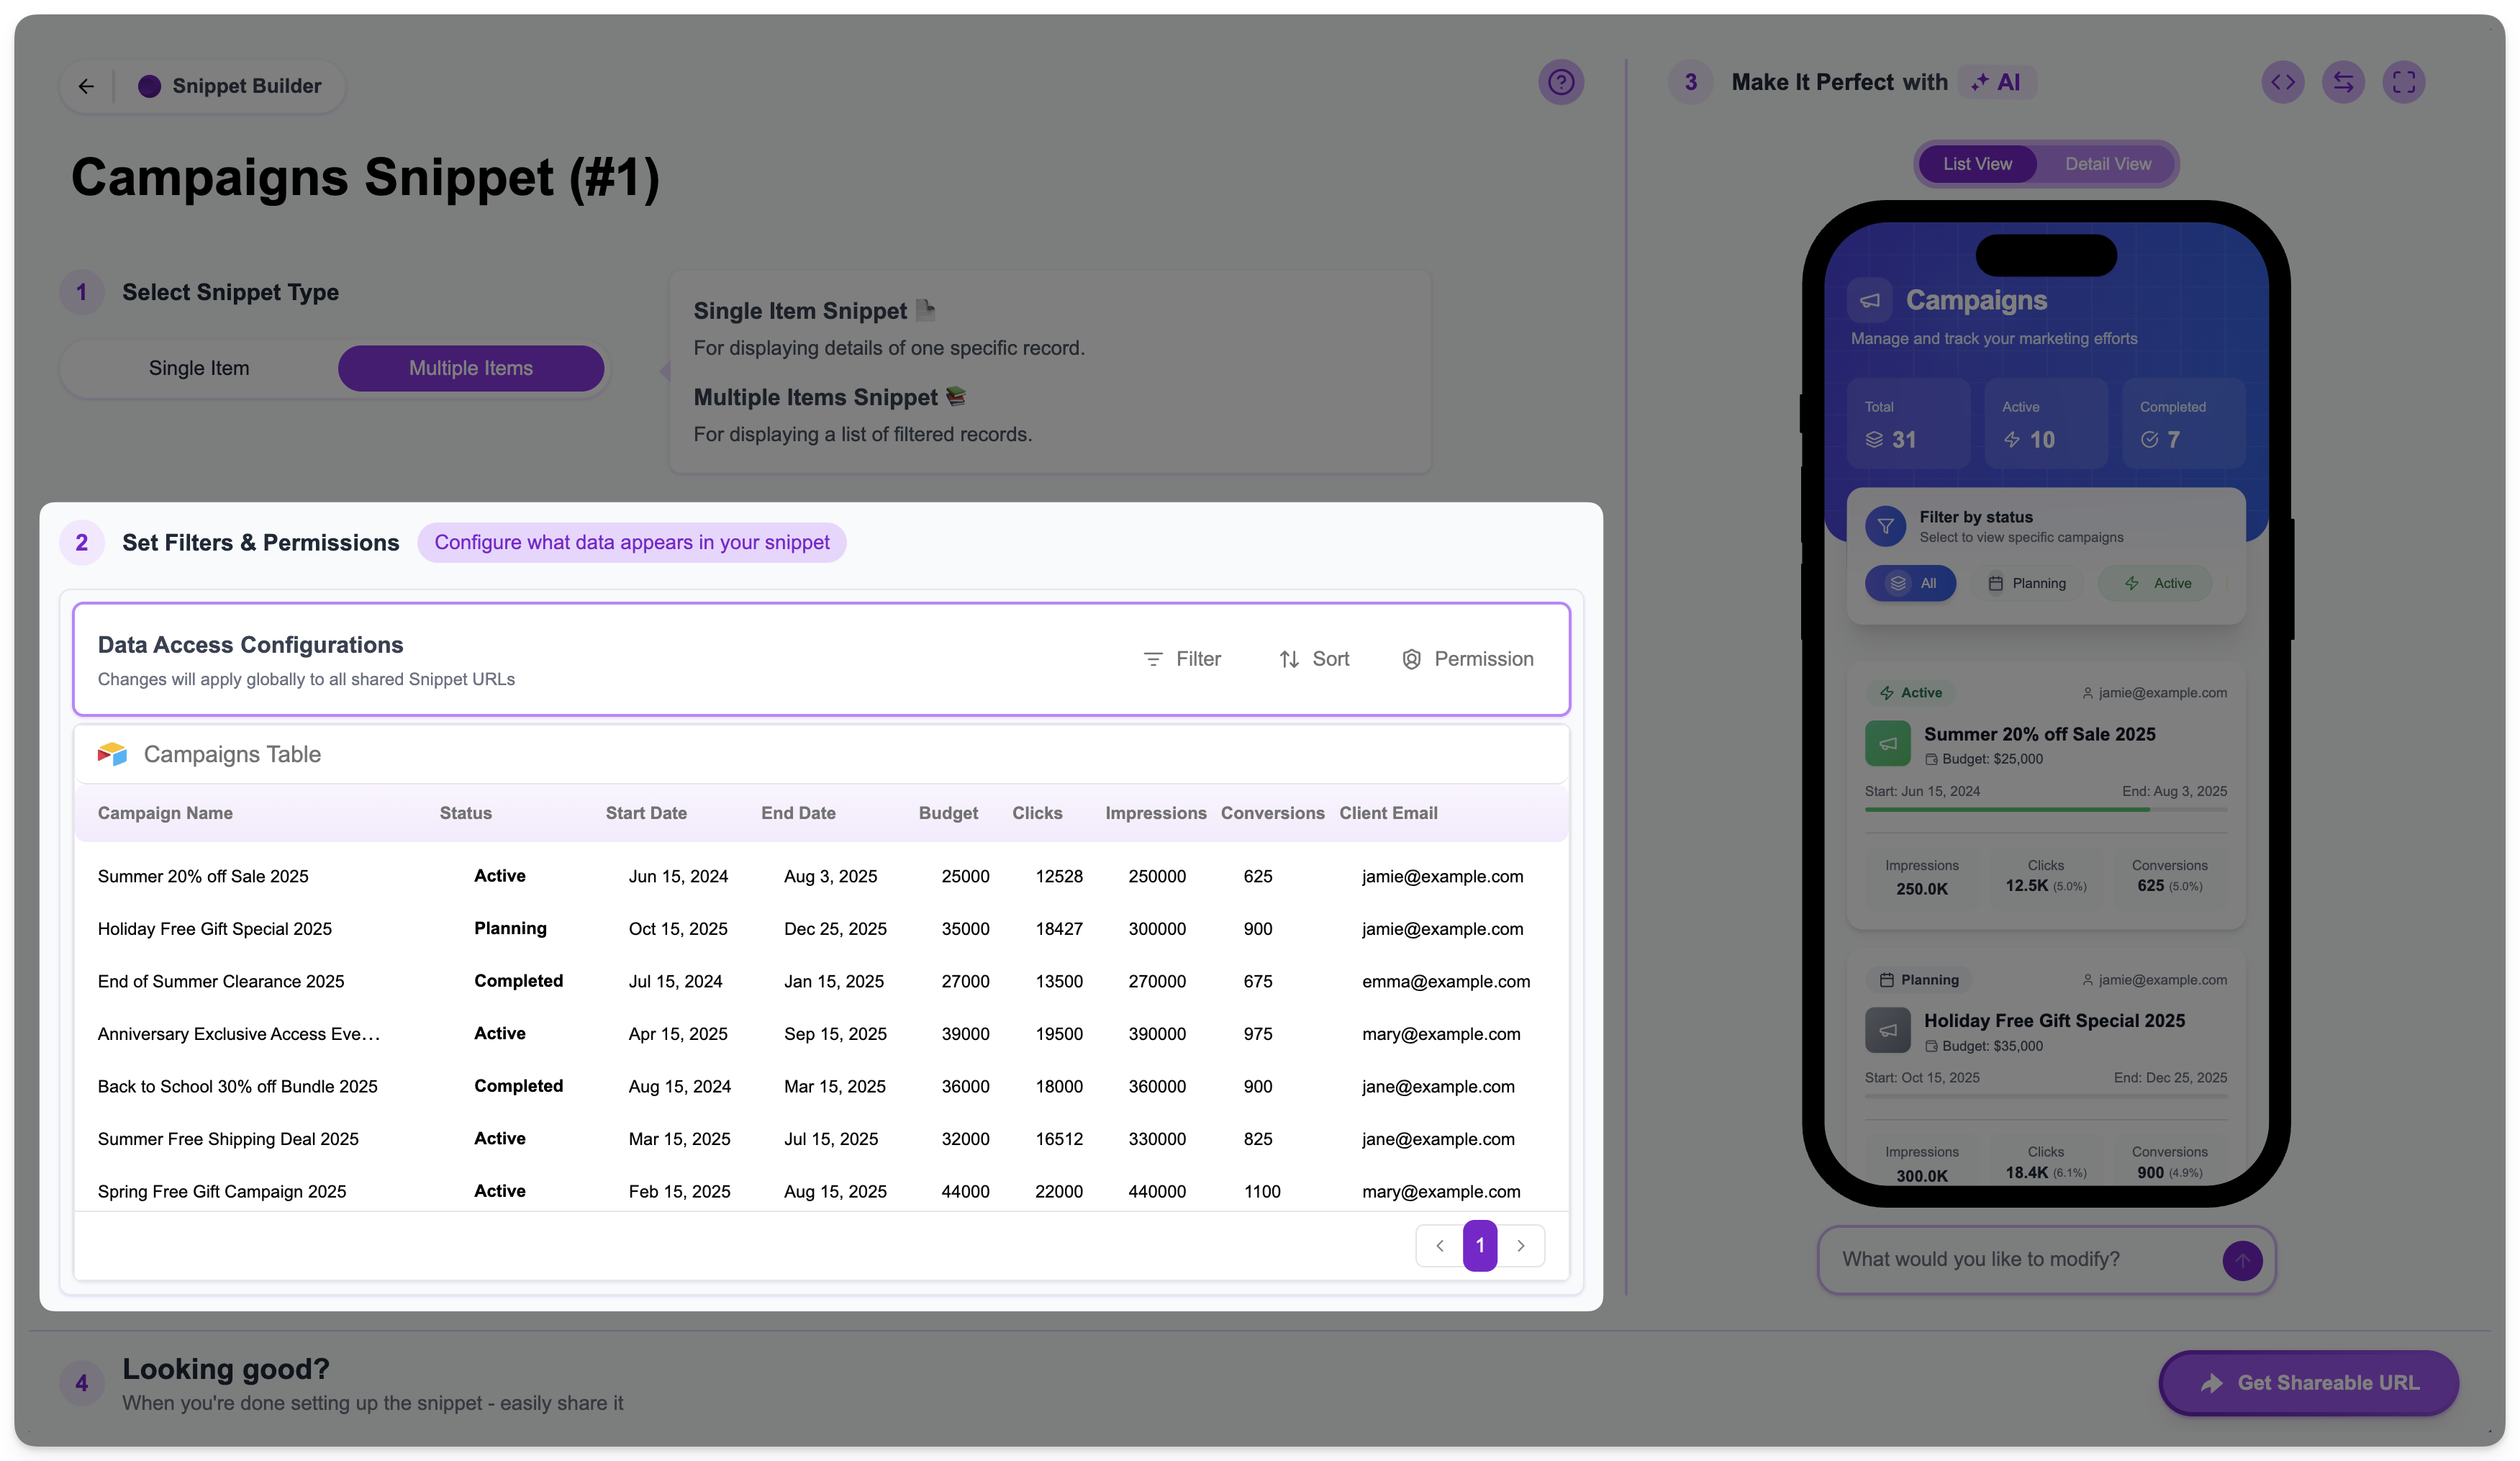 Snippet Builder
Campaigns Snippet (#1)
1 Select Snippet Type
Single Item Multiple Items
Single Item Snippet
For displaying details of one specific record.
Multiple Items Snippet
For displaying a list of filtered records.
2 Set Filters & Permissions Configure what data appears in your snippet
Data Access Configurations
Changes will apply globally to all shared Snippet URLs
Filter Sort Permission
Campaigns Table
Campaign Name Status Start Date End Date Budget Clicks Impressions Conversions Client Email
Summer 20% off Sale 2025 Active Jun 15, 2024 Aug 3, 2025 25000 12528 250000 625 jamie@example.com
Holiday Free Gift Special 2025 Planning Oct 15, 2025 Dec 25, 2025 35000 18427 300000 900 jamie@example.com
End of Summer Clearance 2025 Completed Jul 15, 2024 Jan 15, 2025 27000 13500 270000 675 emma@example.com
Anniversary Exclusive Access Eve… Active Apr 15, 2025 Sep 15, 2025 39000 19500 390000 975 mary@example.com
Back to School 30% off Bundle 2025 Completed Aug 15, 2024 Mar 15, 2025 36000 18000 360000 900 jane@example.com
Summer Free Shipping Deal 2025 Active Mar 15, 2025 Jul 15, 2025 32000 16512 330000 825 jane@example.com
Spring Free Gift Campaign 2025 Active Feb 15, 2025 Aug 15, 2025 44000 22000 440000 1100 mary@example.com
1
3 Make It Perfect with AI
List View Detail View
Campaigns
Manage and track your marketing efforts
Total Active Completed
31 10 7
Filter by status
Select to view specific campaigns
All Planning Active
Active jamie@example.com
Summer 20% off Sale 2025
Budget: $25,000
Start: Jun 15, 2024 End: Aug 3, 2025
Impressions Clicks Conversions
250.0K 12.5K (5.0%) 625 (5.0%)
Planning jamie@example.com
Holiday Free Gift Special 2025
Budget: $35,000
Start: Oct 15, 2025 End: Dec 25, 2025
Impressions Clicks Conversions
300.0K 18.4K (6.1%) 900 (4.9%)
What would you like to modify?
4 Looking good?
When you're done setting up the snippet - easily share it
Get Shareable URL